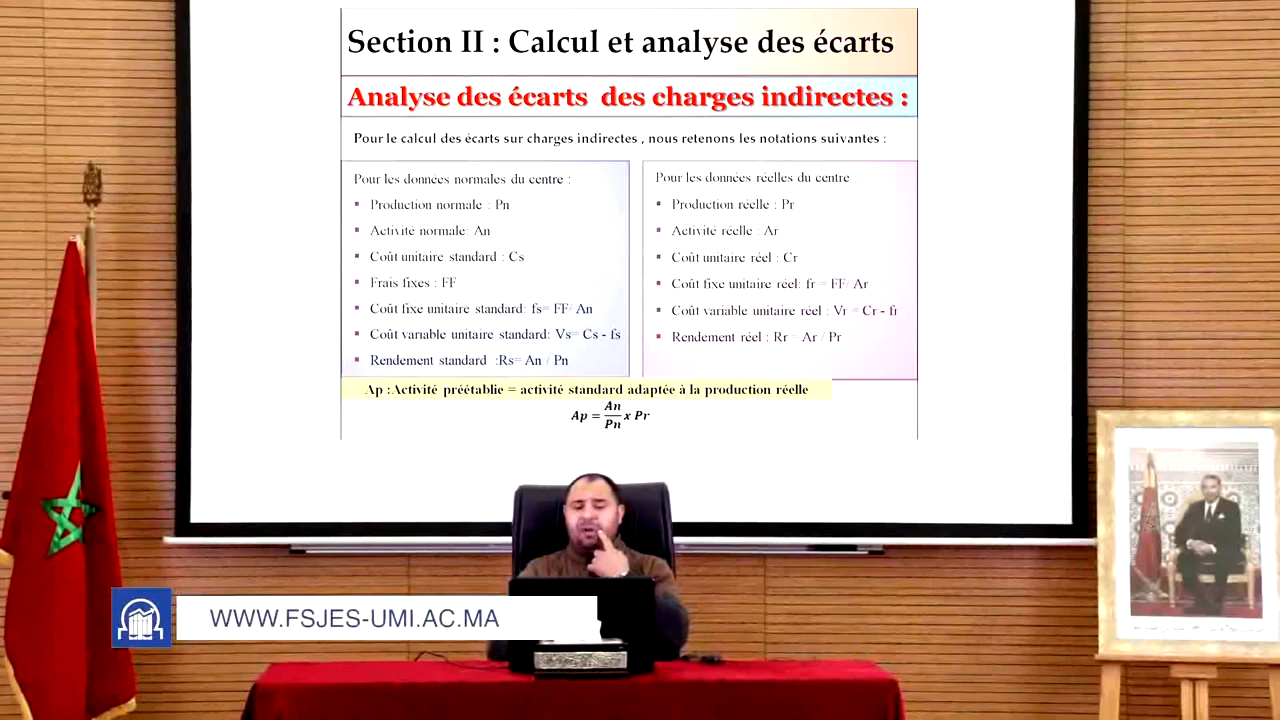 Section II : Calcul et analyse des écarts
Analyse des écarts des charges indirectes :
Pour le calcul des écarts sur charges indirectes , nous retenons les notations suivantes :
Pour les données normales du centre :
▪ Production normale : Pn
▪ Activité normale: An
▪ Coût unitaire standard : Cs
▪ Frais fixes : FF
▪ Coût fixe unitaire standard: fs= FF/ An
▪ Coût variable unitaire standard: Vs= Cs - fs
▪ Rendement standard :Rs= An / Pn
Pour les données réelles du centre
▪ Production réelle : Pr
▪ Activité réelle : Ar
▪ Coût unitaire réel : Cr
▪ Coût fixe unitaire réel: fr = FF/ Ar
▪ Coût variable unitaire réel : Vr = Cr - fr
▪ Rendement réel : Rr = Ar / Pr
Ap : Activité préétablie = activité standard adaptée à la production réelle
Ap = An/Pn x Pr
WWW.FSJES-UMI.AC.MA